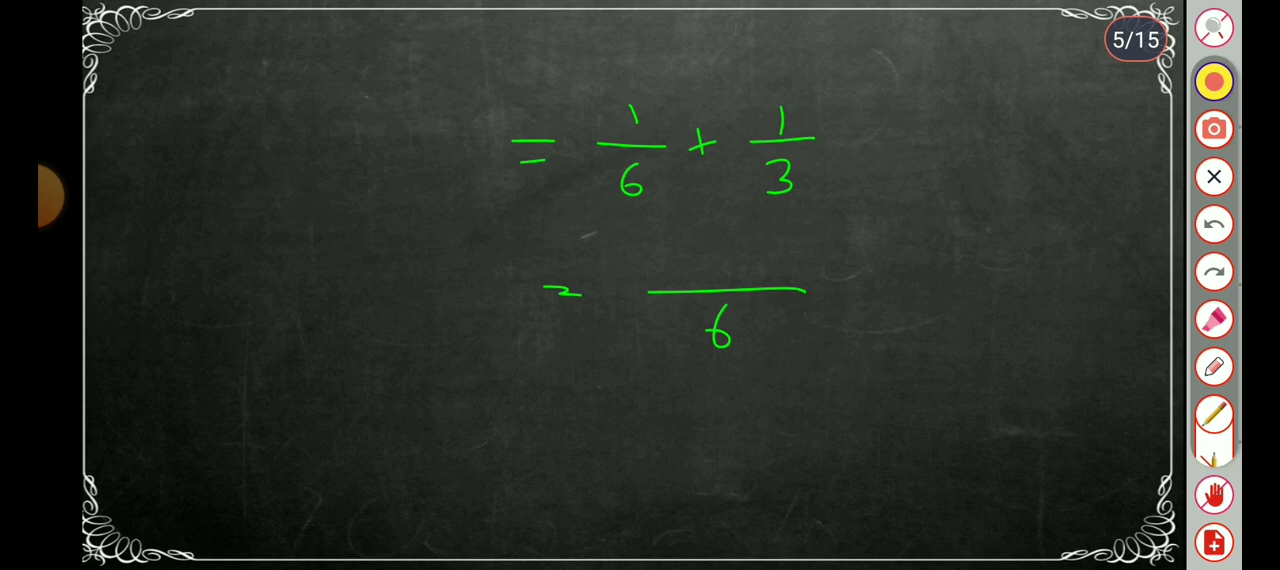 5/15
= 1/6 + 1/3
= /6